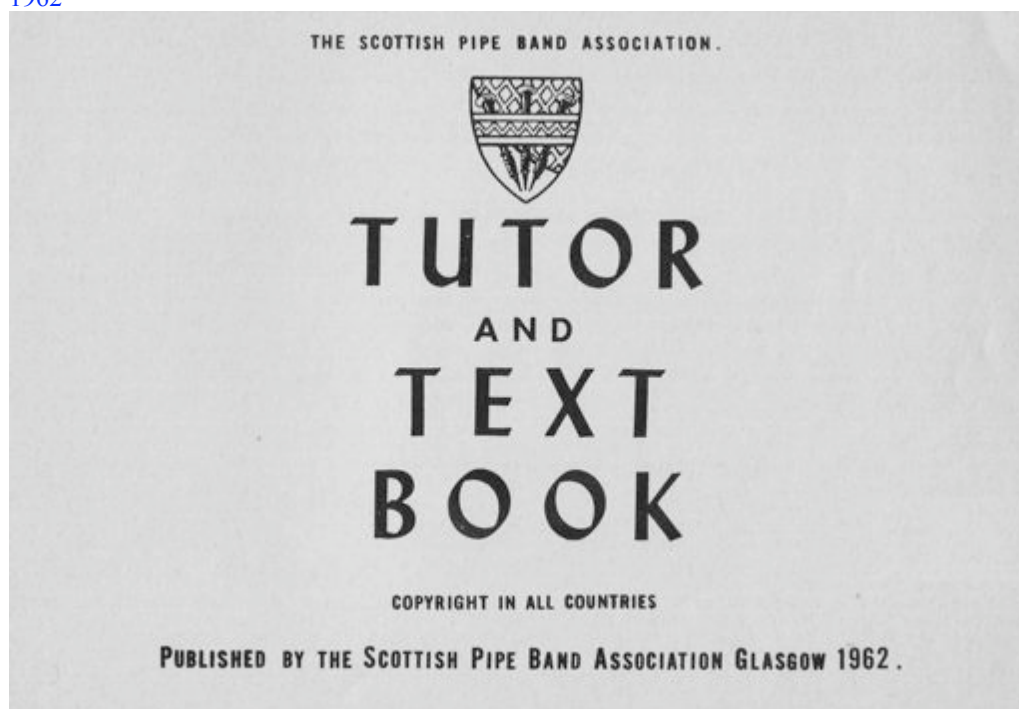 1962
THE SCOTTISH PIPE BAND ASSOCIATION.
TUTOR
AND
TEXT
BOOK
COPYRIGHT IN ALL COUNTRIES
PUBLISHED BY THE SCOTTISH PIPE BAND ASSOCIATION GLASGOW 1962.